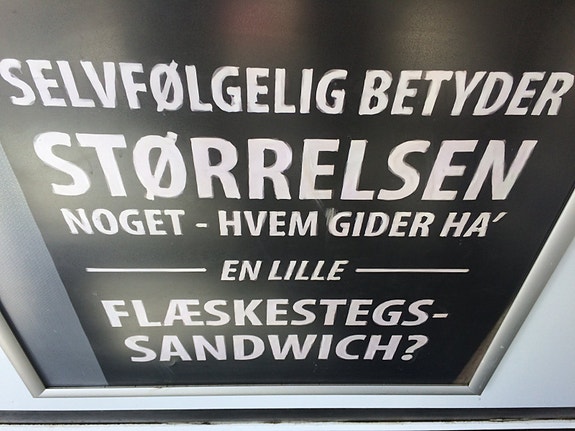 SELVFØLGELIG BETYDER
STØRRELSEN
NOGET - HVEM GIDER HA'
EN LILLE
FLÆSKESTEGS-
SANDWICH?